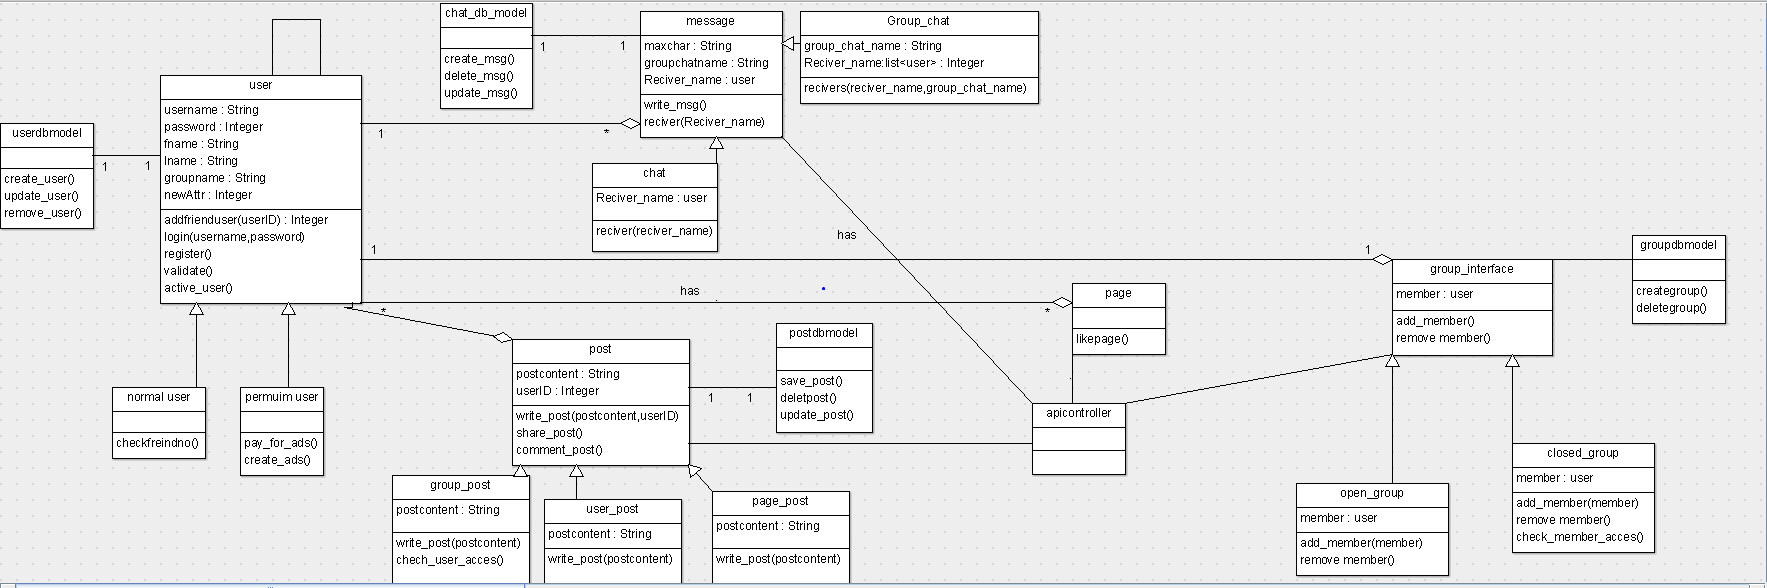 chat_db_model
create_msg()
delete_msg()
update_msg()
1
1
message
maxchar : String
groupchatname : String
Reciver_name : user
write_msg()
reciver(Reciver_name)
Group_chat
group_chat_name : String
Reciver_name:list<user> : Integer
recivers(reciver_name,group_chat_name)
user
username : String
password : Integer
fname : String
lname : String
groupname : String
newAttr : Integer
addfrienduser(userID) : Integer
login(username,password)
register()
validate()
active_user()
userdbmodel
create_user()
update_user()
remove_user()
1
1
1
*
chat
Reciver_name : user
reciver(reciver_name)
has
1
1
groupdbmodel
creategroup()
deletegroup()
group_interface
member : user
add_member()
remove member()
has
*
*
page
likepage()
post
postcontent : String
userID : Integer
write_post(postcontent,userID)
share_post()
comment_post()
postdbmodel
save_post()
deletpost()
update_post()
1
1
normal user
checkfreindno()
permuim user
pay_for_ads()
create_ads()
apicontroller
group_post
postcontent : String
write_post(postcontent)
chech_user_acces()
user_post
postcontent : String
write_post(postcontent)
page_post
postcontent : String
write_post(postcontent)
open_group
member : user
add_member(member)
remove member()
closed_group
member : user
add_member(member)
remove member()
check_member_acces()